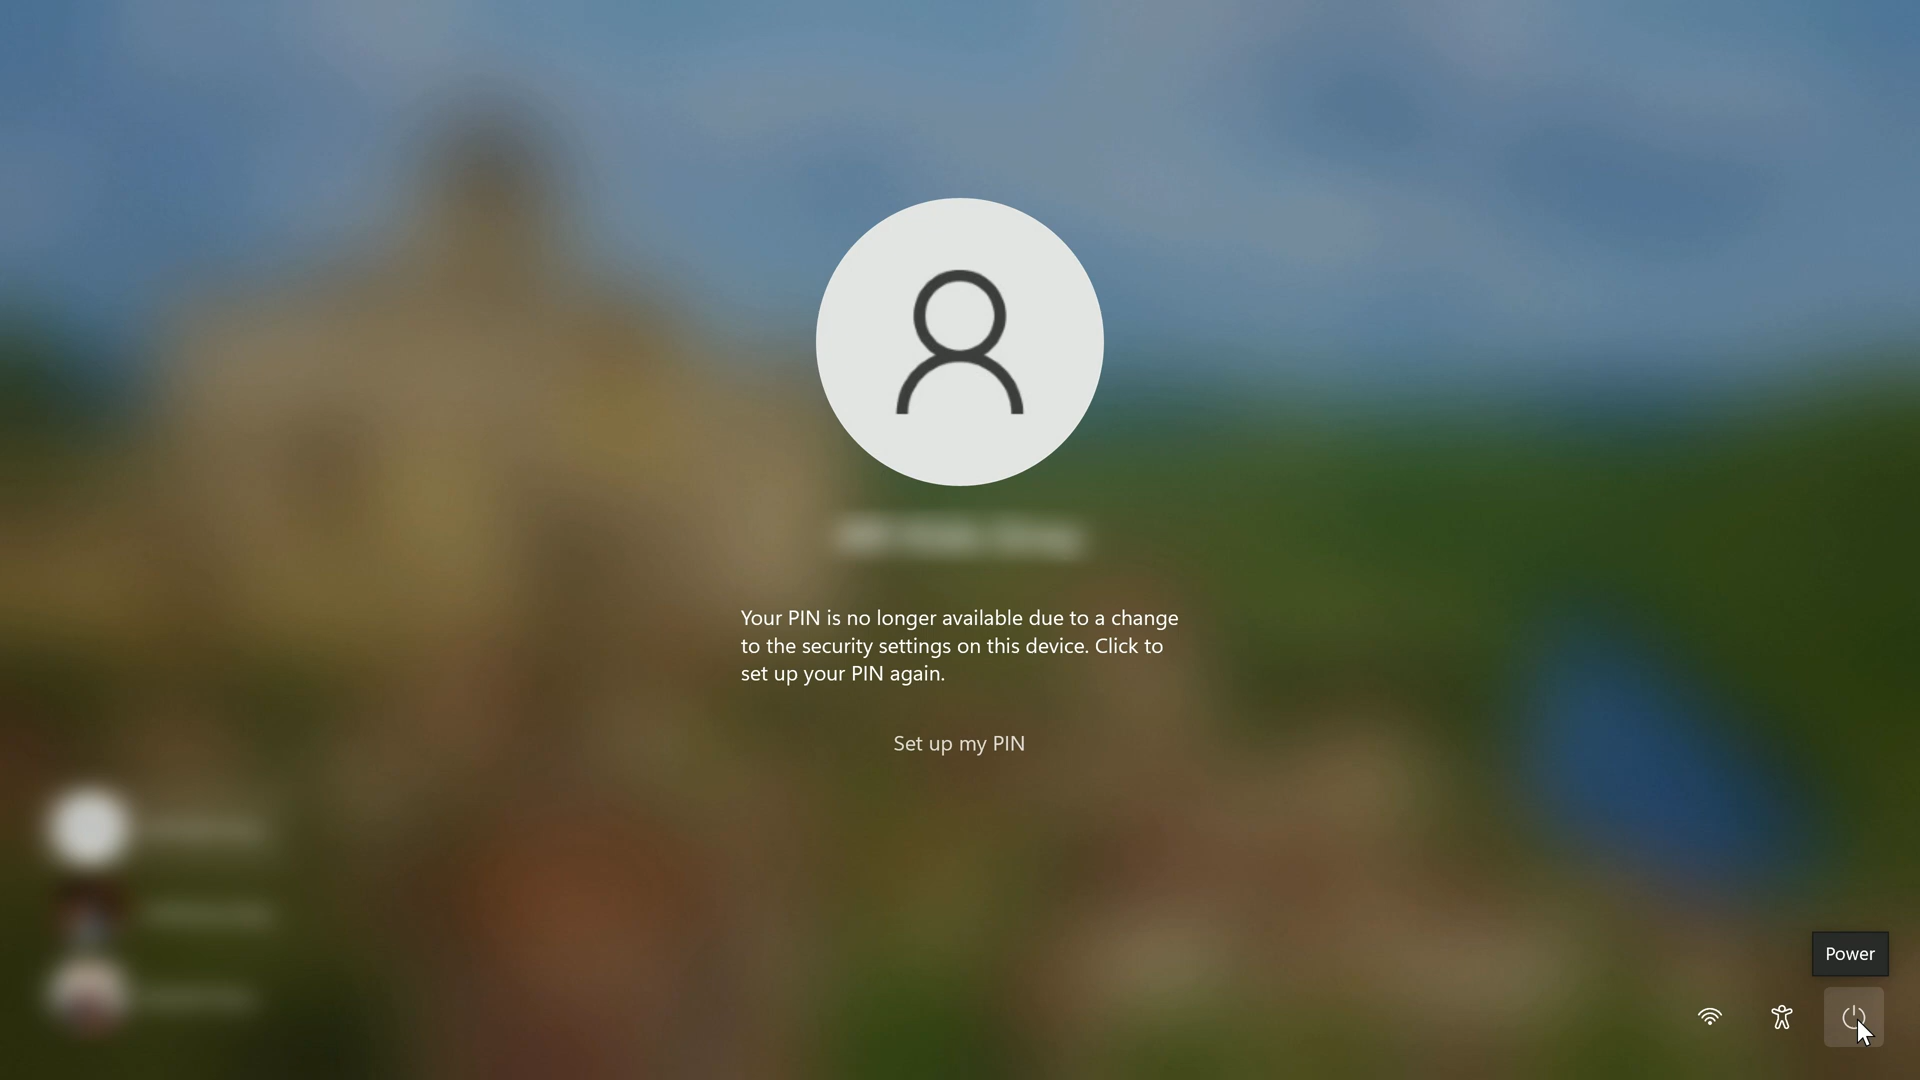 Your PIN is no longer available due to a change
to the security settings on this device. Click to
set up your PIN again.
Set up my PIN
Power